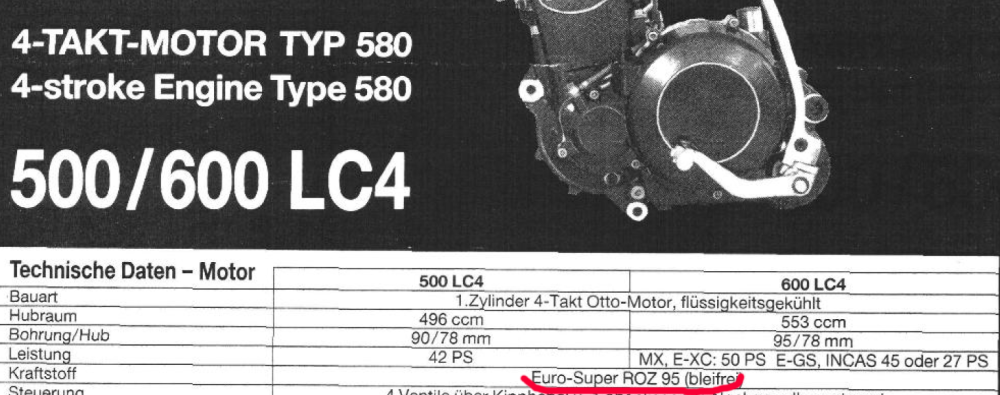 4-TAKT-MOTOR TYP 580
4-stroke Engine Type 580
500/600 LC4
Technische Daten – Motor
500 LC4 600 LC4
Bauart 1.Zylinder 4-Takt Otto-Motor, flüssigkeitsgekühlt
Hubraum 496 ccm 553 ccm
Bohrung/Hub 90/78 mm 95/78 mm
Leistung 42 PS MX, E-XC: 50 PS E-GS, INCAS 45 oder 27 PS
Kraftstoff Euro-Super ROZ 95 (bleifrei
Steuerung 4 Ventile über